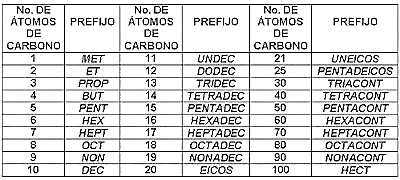 No. DE ÁTOMOS DE CARBONO PREFIJO No. DE ÁTOMOS DE CARBONO PREFIJO No. DE ÁTOMOS DE CARBONO PREFIJO
1 MET 11 UNDEC 21 UNEICOS
2 ET 12 DODEC 25 PENTADEICOS
3 PROP 13 TRIDEC 30 TRIACONT
4 BUT 14 TETRADEC 40 TETRACONT
5 PENT 15 PENTADEC 50 PENTACONT
6 HEX 16 HEXADEC 60 HEXACONT
7 HEPT 17 HEPTADEC 70 HEPTACONT
8 OCT 18 OCTADEC 80 OCTACONT
9 NON 19 NONADEC 90 NONACONT
10 DEC 20 EICOS 100 HECT